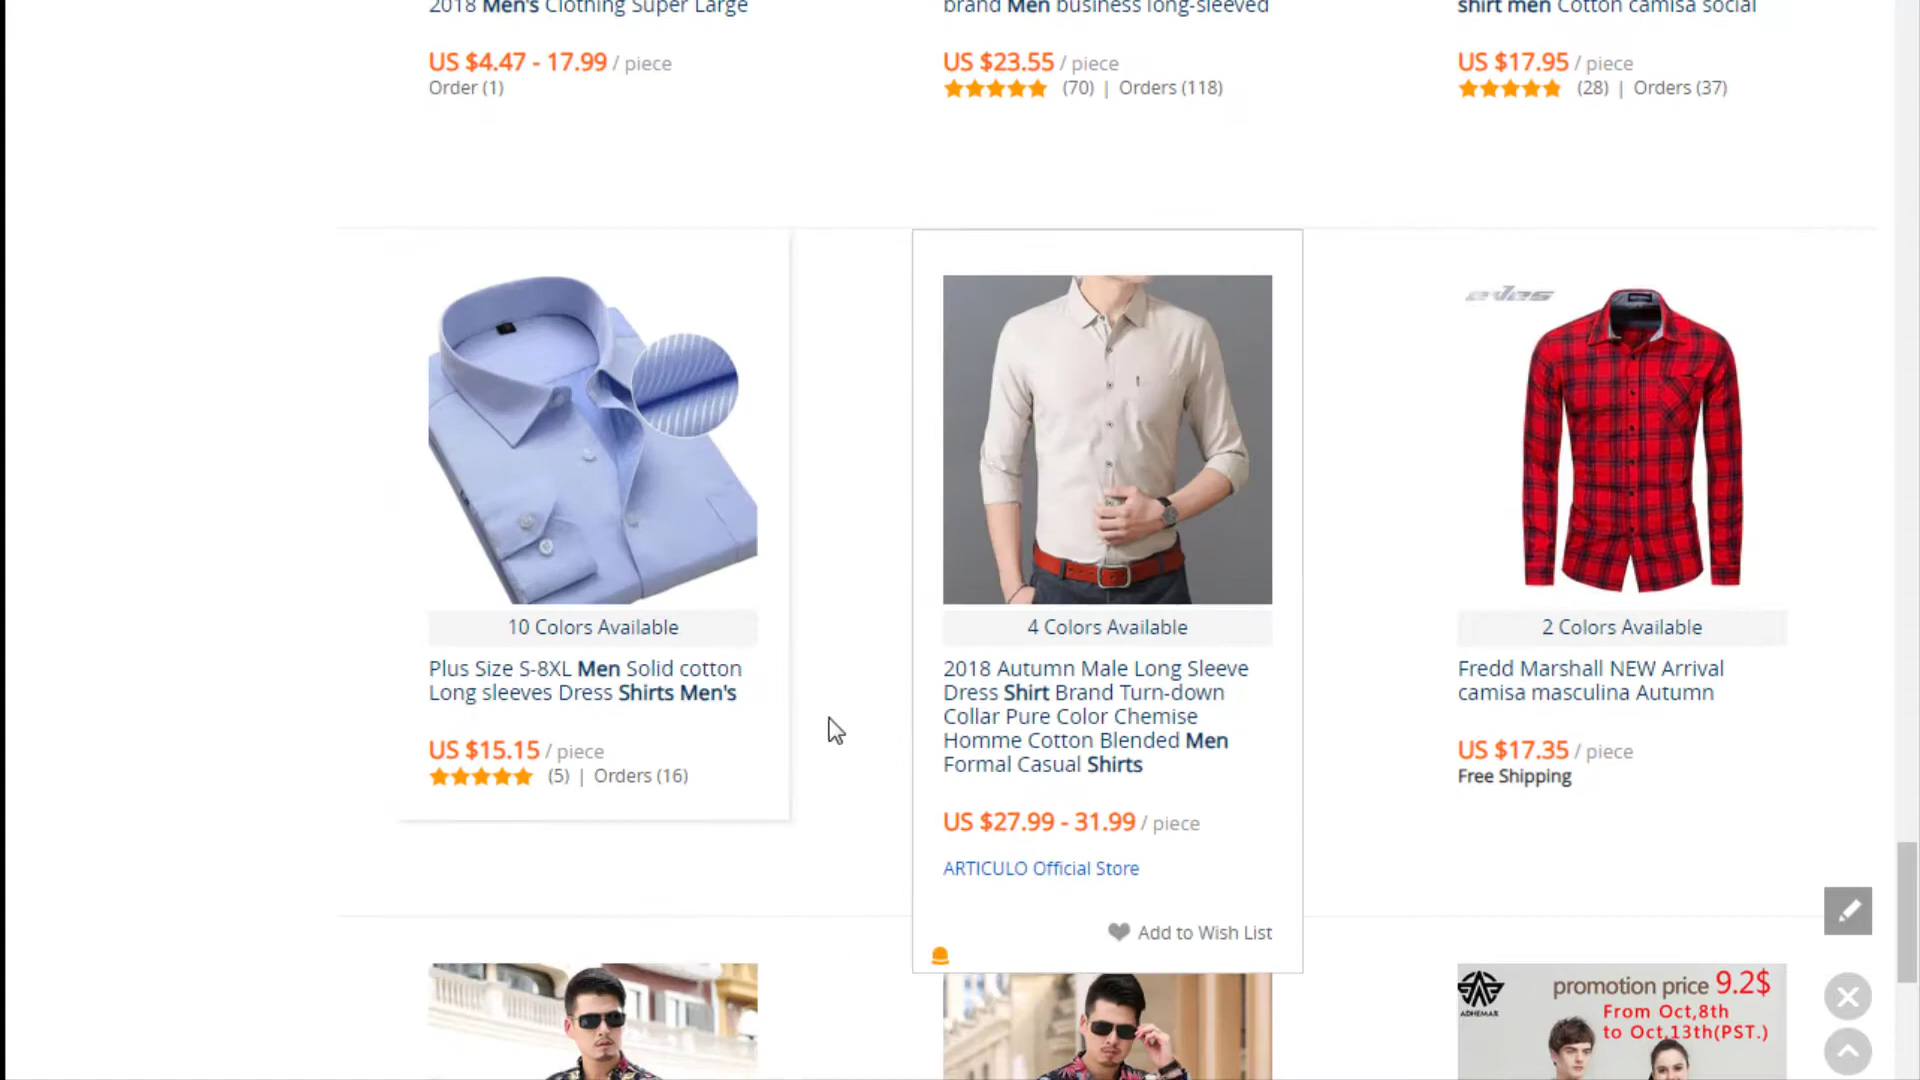 2018 Men's Clothing Super Large
US $4.47 - 17.99 / piece
Order (1)
brand Men business long-sleeved
US $23.55 / piece
(70) | Orders (118)
shirt men Cotton camisa social
US $17.95 / piece
(28) | Orders (37)
10 Colors Available
Plus Size S-8XL Men Solid cotton
Long sleeves Dress Shirts Men's
US $15.15 / piece
(5) | Orders (16)
4 Colors Available
2018 Autumn Male Long Sleeve
Dress Shirt Brand Turn-down
Collar Pure Color Chemise
Homme Cotton Blended Men
Formal Casual Shirts
US $27.99 - 31.99 / piece
ARTICULO Official Store
Add to Wish List
2 Colors Available
Fredd Marshall NEW Arrival
camisa masculina Autumn
US $17.35 / piece
Free Shipping
ADHEMAR
promotion price 9.2$
From Oct,8th
to Oct,13th(PST.)